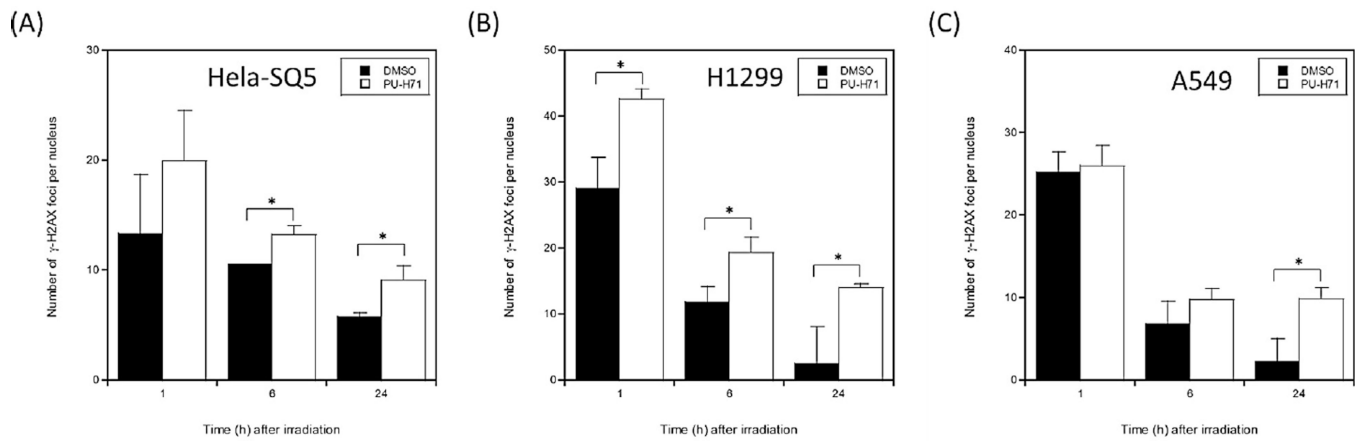 (A)
Number of γ-H2AX foci per nucleus
30
20
10
0
Hela-SQ5
DMSO
PU-H71
*
*
1 6 24
Time (h) after irradiation
(B)
Number of γ-H2AX foci per nucleus
50
40
30
20
10
0
H1299
DMSO
PU-H71
*
*
*
1 6 24
Time (h) after irradiation
(C)
Number of γ-H2AX foci per nucleus
40
30
20
10
0
A549
DMSO
PU-H71
*
1 6 24
Time (h) after irradiation